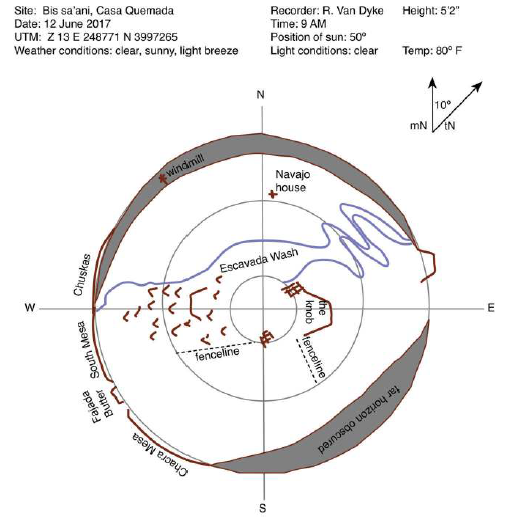 Site: Bis sa'ani, Casa Quemada
Date: 12 June 2017
UTM: Z 13 E 248771 N 3997265
Weather conditions: clear, sunny, light breeze
Recorder: R. Van Dyke
Time: 9 AM
Position of sun: 50°
Light conditions: clear
Height: 5'2"
Temp: 80° F
10°
mN
tN
N
windmill
Navajo
house
Chuskas
Escavada Wash
W
E
the
knob
fenceline
fenceline
South Mesa
Fajada
Butter
far horizon obscured
Chacra Mesa
S